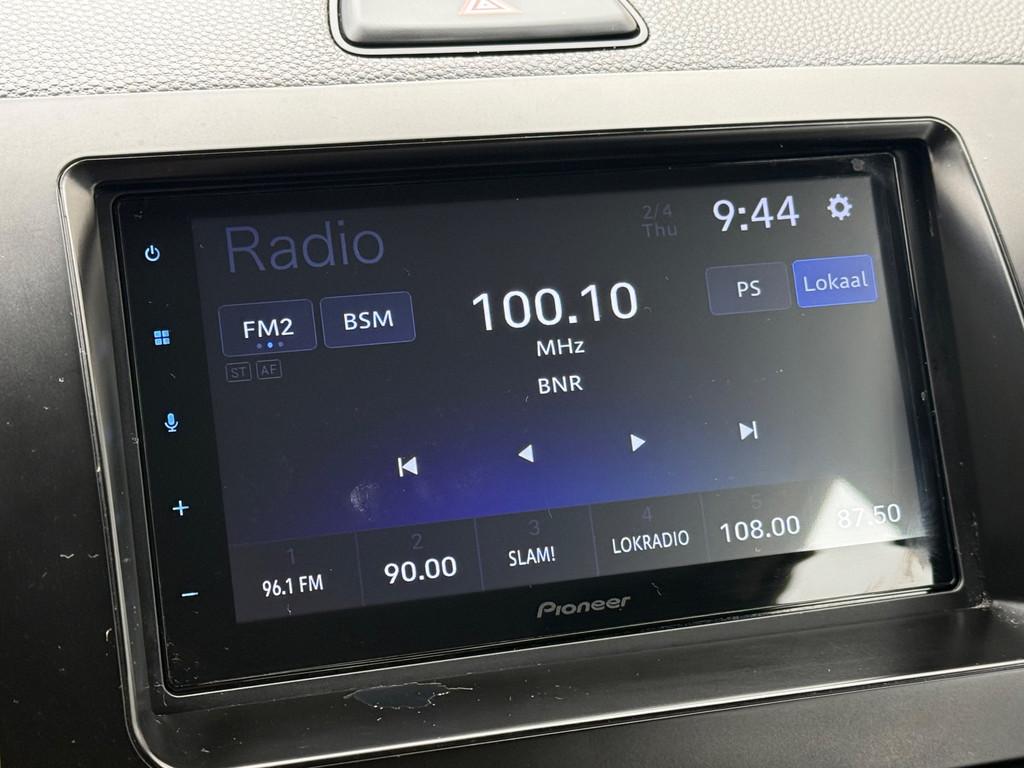 Radio
2/4
Thu
9:44
FM2
BSM
100.10
MHz
BNR
PS
Lokaal
ST
AF
1
96.1 FM
2
90.00
3
SLAM!
4
LOKRADIO
5
108.00
87.50
Pioneer